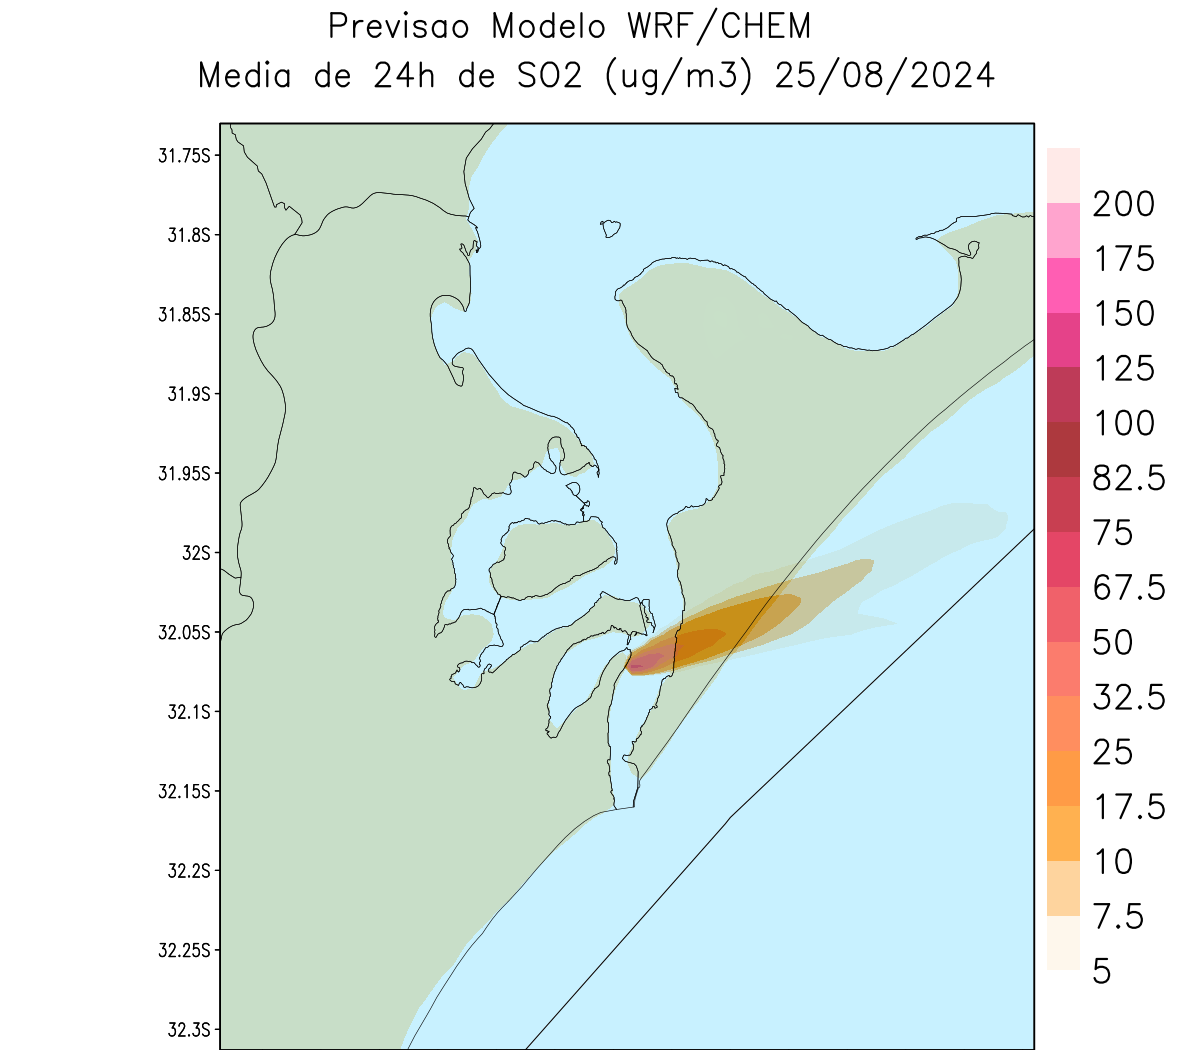 Previsao Modelo WRF/CHEM
Media de 24h de SO2 (ug/m3) 25/08/2024
31.75S
31.8S
31.85S
31.9S
31.95S
32S
32.05S
32.1S
32.15S
32.2S
32.25S
32.3S
200
175
150
125
100
82.5
75
67.5
50
32.5
25
17.5
10
7.5
5